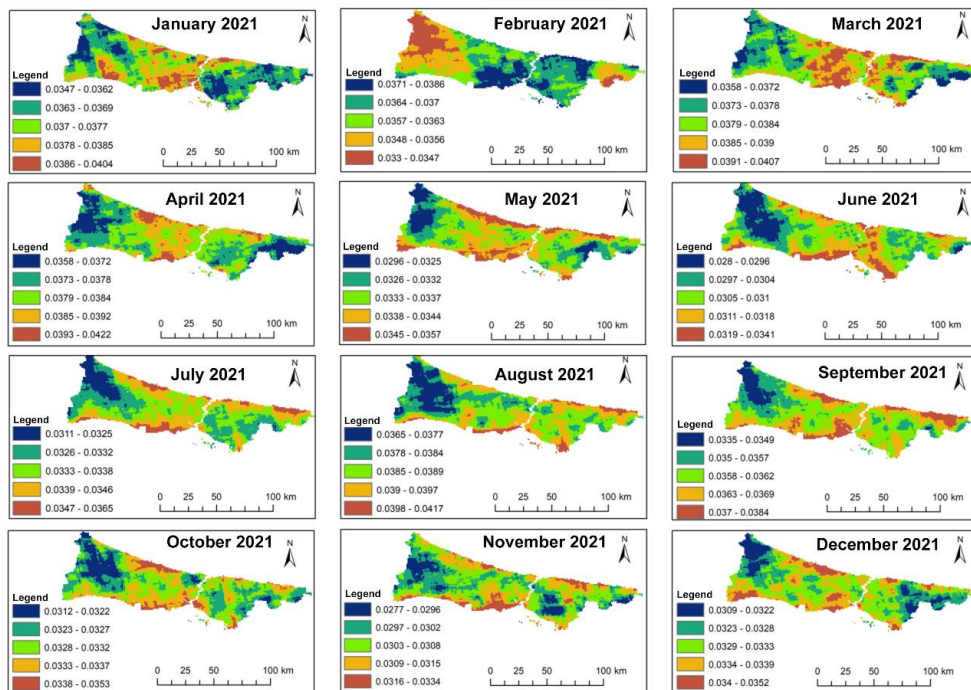 January 2021
N
Legend
0.0347 - 0.0362
0.0363 - 0.0369
0.037 - 0.0377
0.0378 - 0.0385
0.0386 - 0.0404
0 25 50 100 km
February 2021
N
Legend
0.0371 - 0.0386
0.0364 - 0.037
0.0357 - 0.0363
0.0348 - 0.0356
0.033 - 0.0347
0 25 50 100 km
March 2021
N
Legend
0.0358 - 0.0372
0.0373 - 0.0378
0.0379 - 0.0384
0.0385 - 0.039
0.0391 - 0.0407
0 25 50 100 km
April 2021
N
Legend
0.0358 - 0.0372
0.0373 - 0.0378
0.0379 - 0.0384
0.0385 - 0.0392
0.0393 - 0.0422
0 25 50 100 km
May 2021
N
Legend
0.0296 - 0.0325
0.0326 - 0.0332
0.0333 - 0.0337
0.0338 - 0.0344
0.0345 - 0.0357
0 25 50 100 km
June 2021
N
Legend
0.028 - 0.0296
0.0297 - 0.0304
0.0305 - 0.031
0.0311 - 0.0318
0.0319 - 0.0341
0 25 50 100 km
July 2021
N
Legend
0.0311 - 0.0325
0.0326 - 0.0332
0.0333 - 0.0338
0.0339 - 0.0346
0.0347 - 0.0365
0 25 50 100 km
August 2021
N
Legend
0.0365 - 0.0377
0.0378 - 0.0384
0.0385 - 0.0389
0.039 - 0.0397
0.0398 - 0.0417
0 25 50 100 km
September 2021
N
Legend
0.0335 - 0.0349
0.035 - 0.0357
0.0358 - 0.0362
0.0363 - 0.0369
0.037 - 0.0384
0 25 50 100 km
October 2021
N
Legend
0.0312 - 0.0322
0.0323 - 0.0327
0.0328 - 0.0332
0.0333 - 0.0337
0.0338 - 0.0353
0 25 50 100 km
November 2021
N
Legend
0.0277 - 0.0296
0.0297 - 0.0302
0.0303 - 0.0308
0.0309 - 0.0315
0.0316 - 0.0334
0 25 50 100 km
December 2021
N
Legend
0.0309 - 0.0322
0.0323 - 0.0328
0.0329 - 0.0333
0.0334 - 0.0339
0.034 - 0.0352
0 25 50 100 km